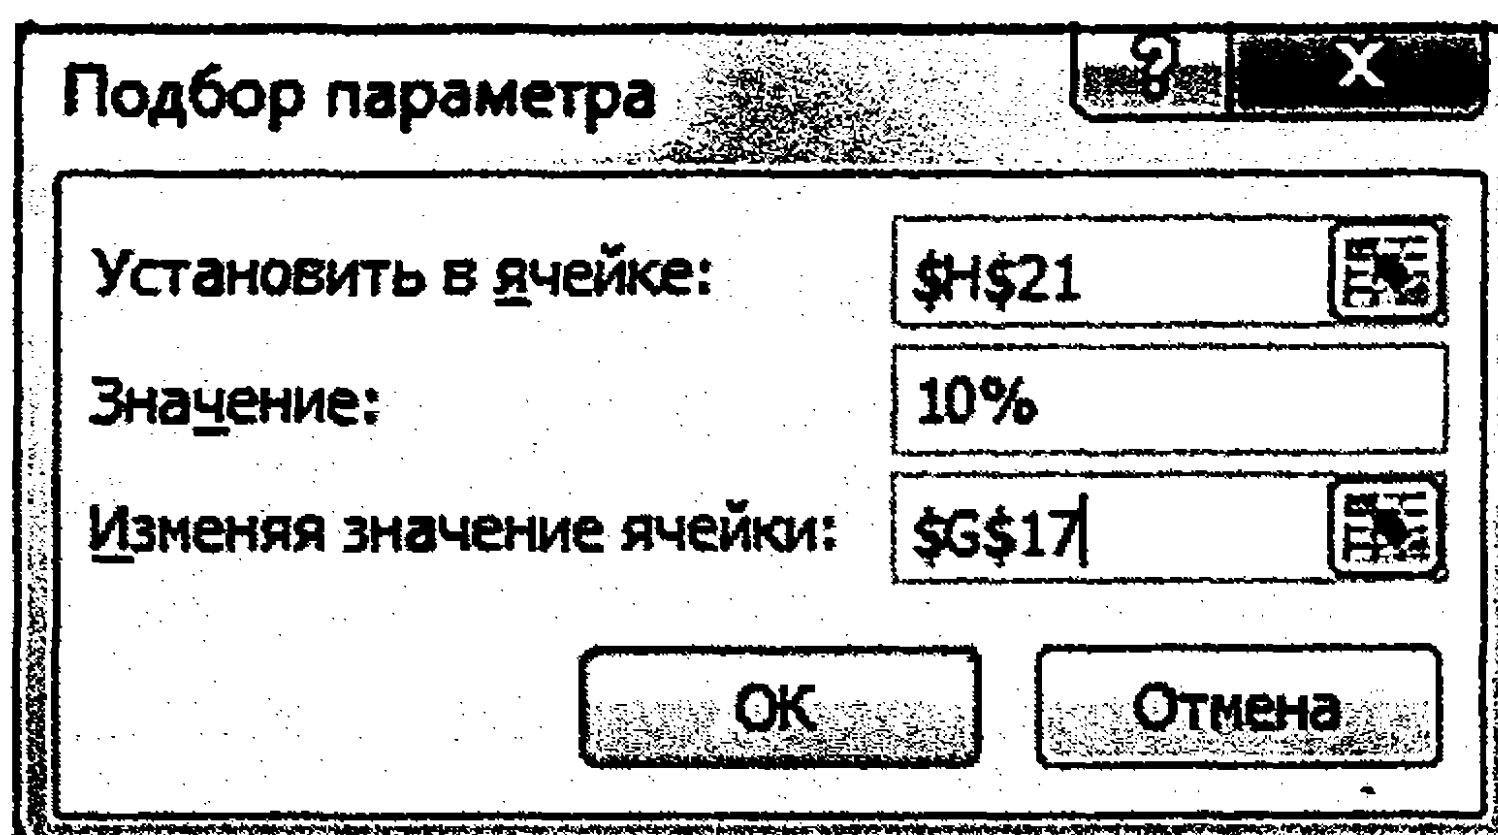 Подбор параметра
? X
Установить в ячейке: $H$21
Значение: 10%
Изменяя значение ячейки: $G$17
ОК Отмена